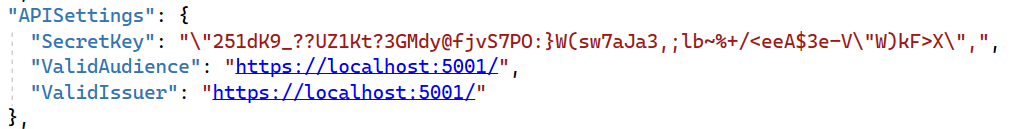 "APISettings": {
"SecretKey": "\"251dK9_??UZ1Kt?3GMdy@fjvS7PO:}W(sw7aJa3,;lb~%+/<eeA$3e-V\"W)kF>X\",",
"ValidAudience": "https://localhost:5001/",
"ValidIssuer": "https://localhost:5001/"
},